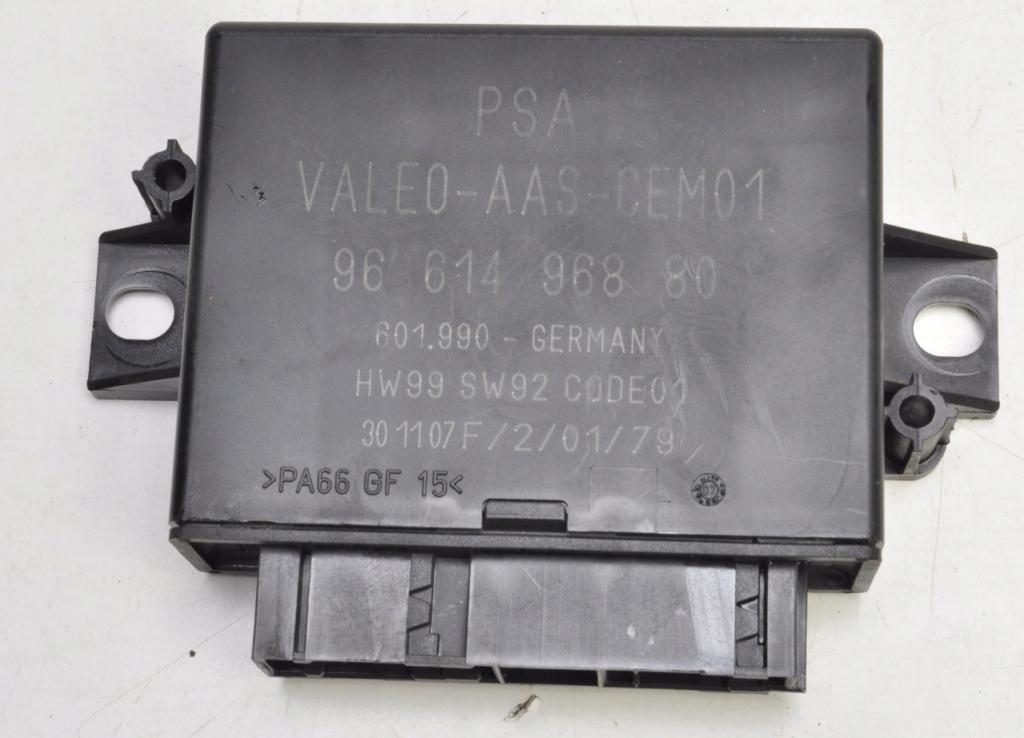 PSA
VALEO-AAS-CEM01
96 614 968 80
601.990 - GERMANY
HW99 SW92 CODE01
301107F/2/01/79
>PA66 GF 15<